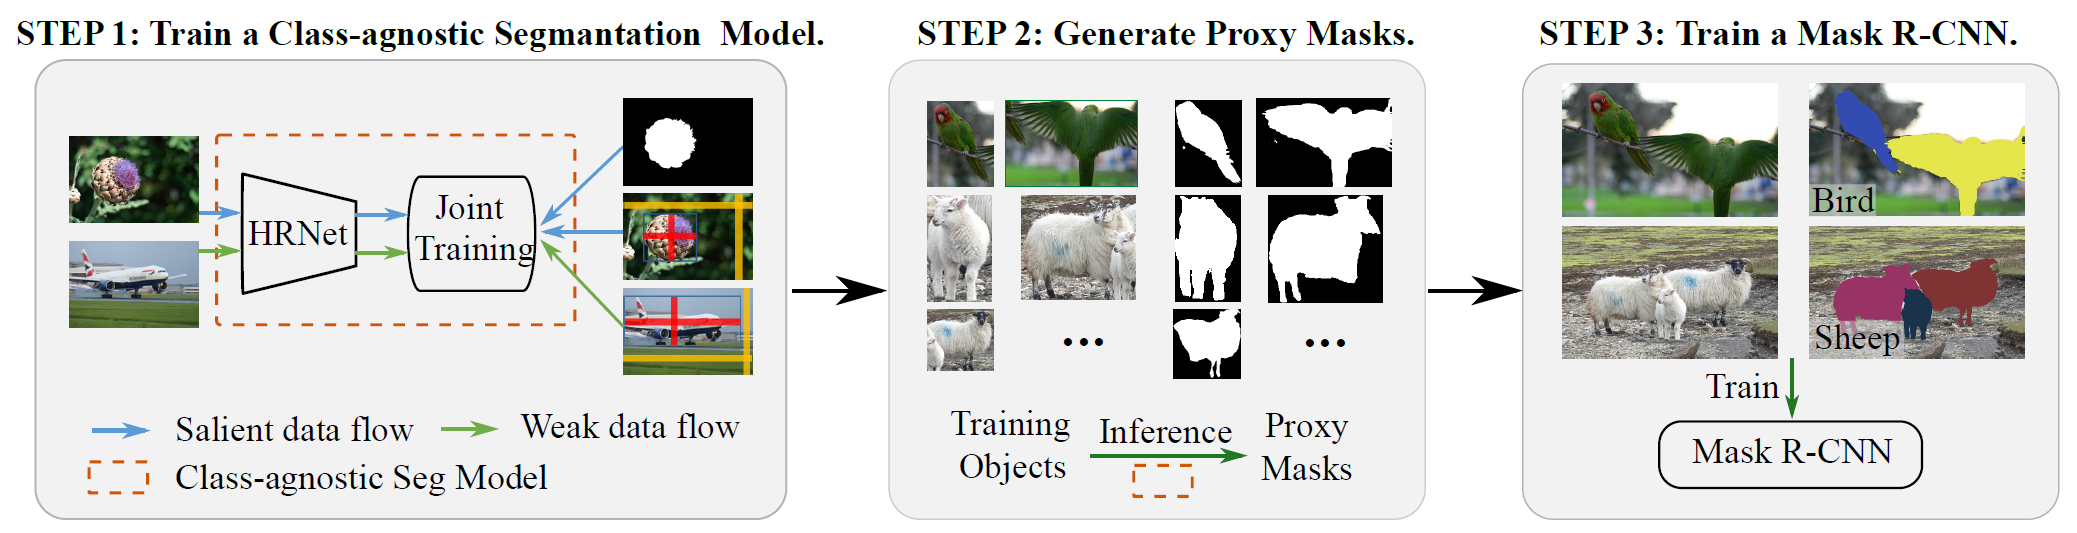 STEP 1: Train a Class-agnostic Segmantation Model.
HRNet
Joint
Training
Salient data flow
Weak data flow
Class-agnostic Seg Model
STEP 2: Generate Proxy Masks.
...
...
Training
Objects
Inference
Proxy
Masks
STEP 3: Train a Mask R-CNN.
Bird
Sheep
Train
Mask R-CNN